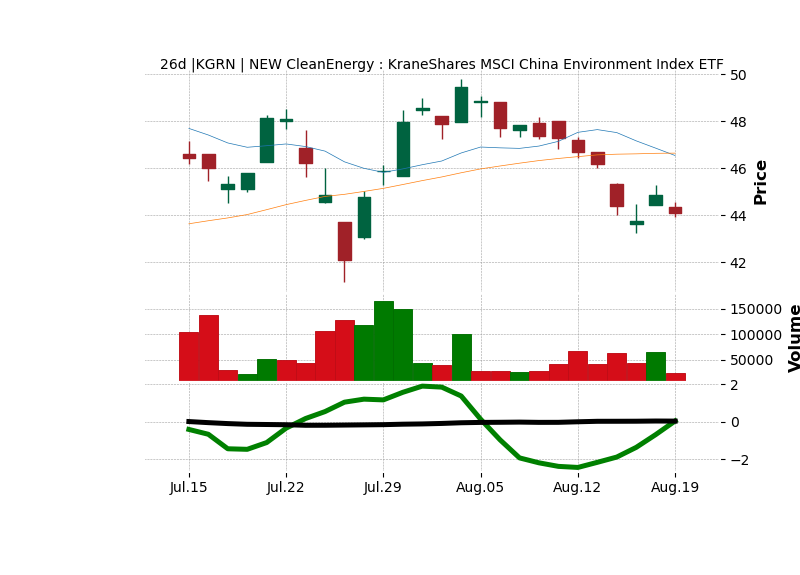 26d |KGRN | NEW CleanEnergy : KraneShares MSCI China Environment Index ETF
50
48
46
44
42
Price
150000
100000
50000
Volume
2
0
−2
Jul.15 Jul.22 Jul.29 Aug.05 Aug.12 Aug.19